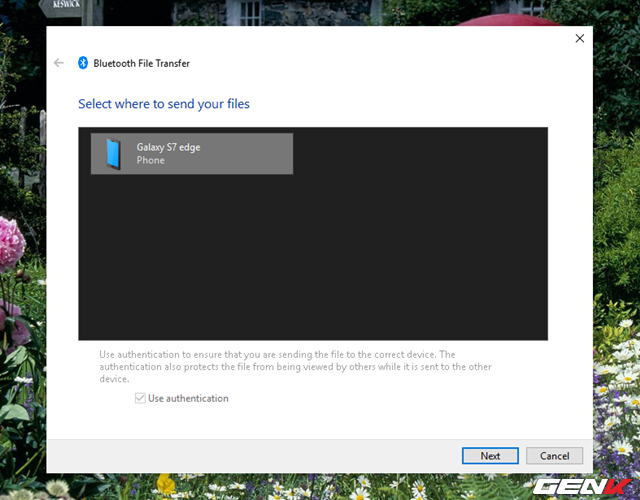 KESWICK
Bluetooth File Transfer
Select where to send your files
Galaxy S7 edge
Phone
Use authentication to ensure that you are sending the file to the correct device. The
authentication also protects the file from being viewed by others while it is sent to the other
device.
Use authentication
Next
Cancel
GENK